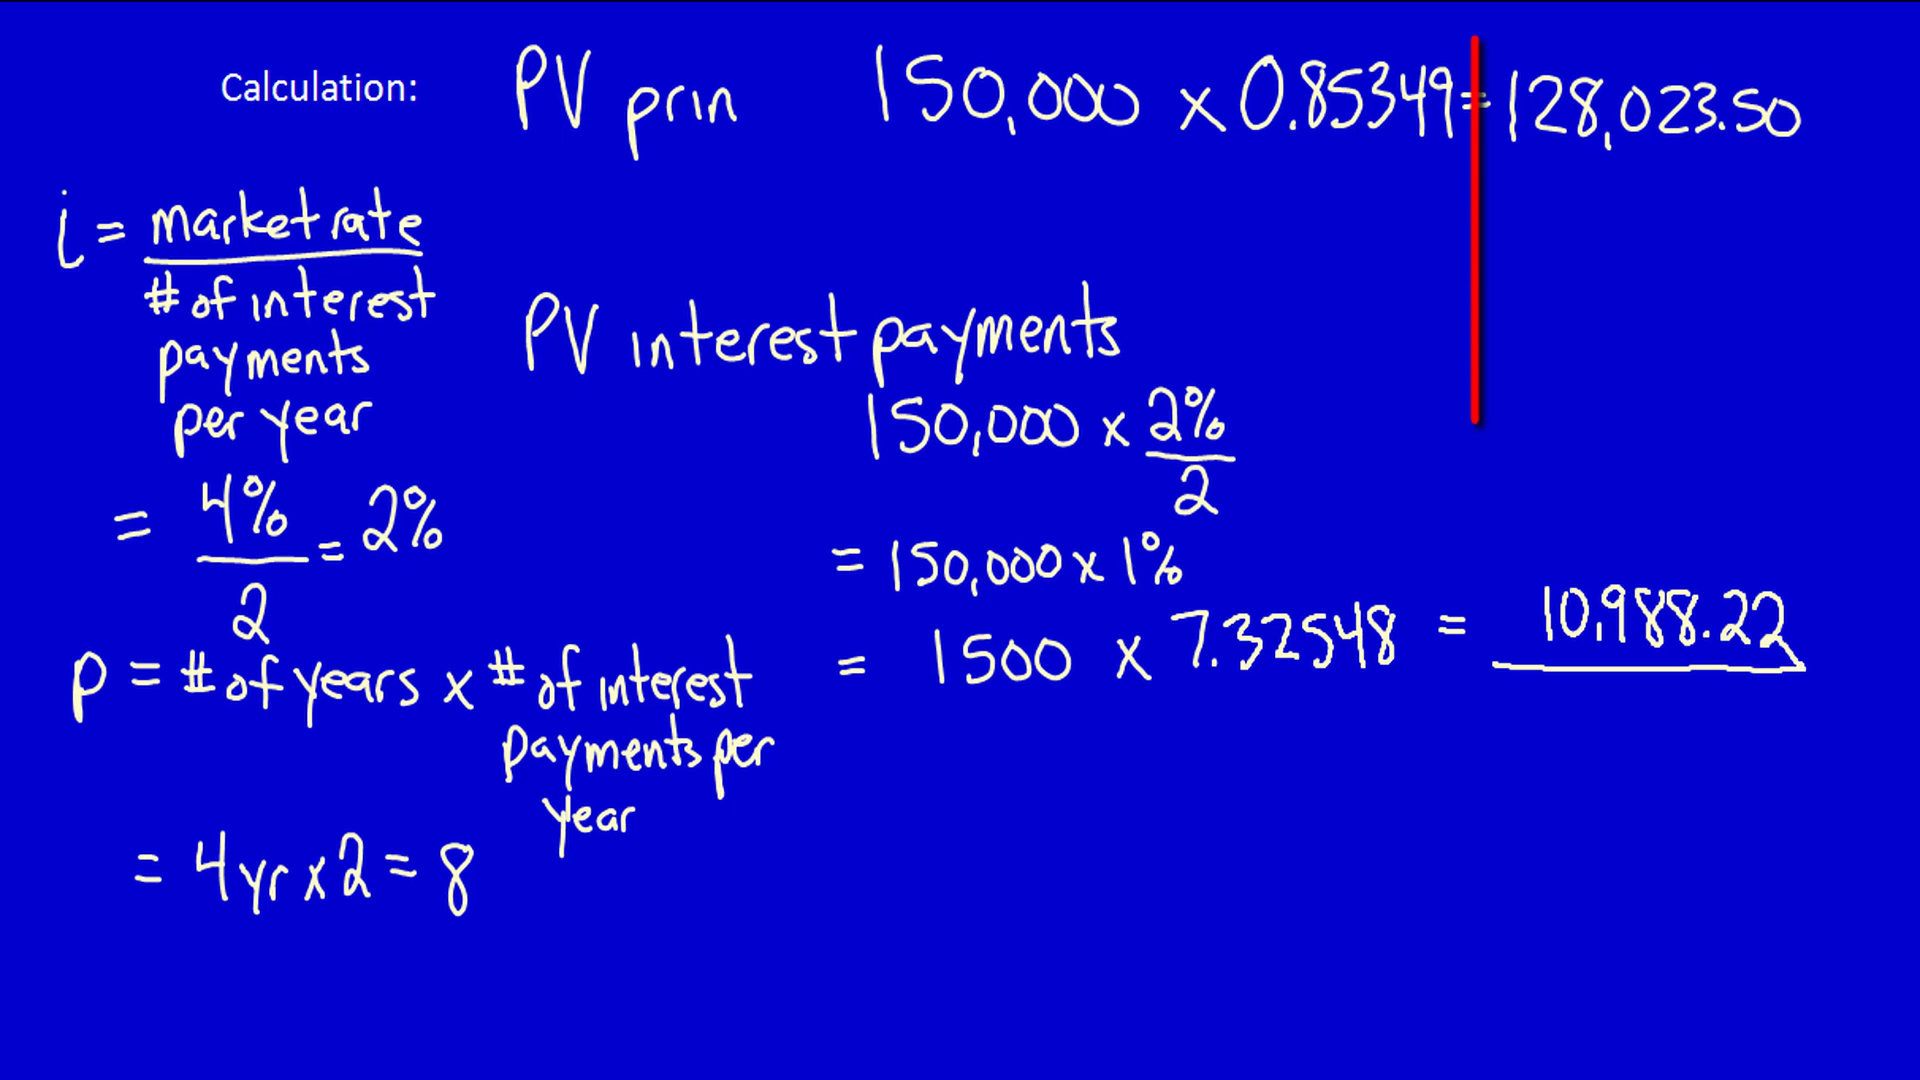 Calculation:
PV prin 150,000 x 0.85349 = 128,023.50
i = market rate
# of interest
payments
per year
= 4%
2
= 2%
p = # of years x # of interest
payments per
year
= 4yr x 2 = 8
PV interest payments
150,000 x 2%
2
= 150,000 x 1%
= 1500 x 7.32548 = 10,988.22